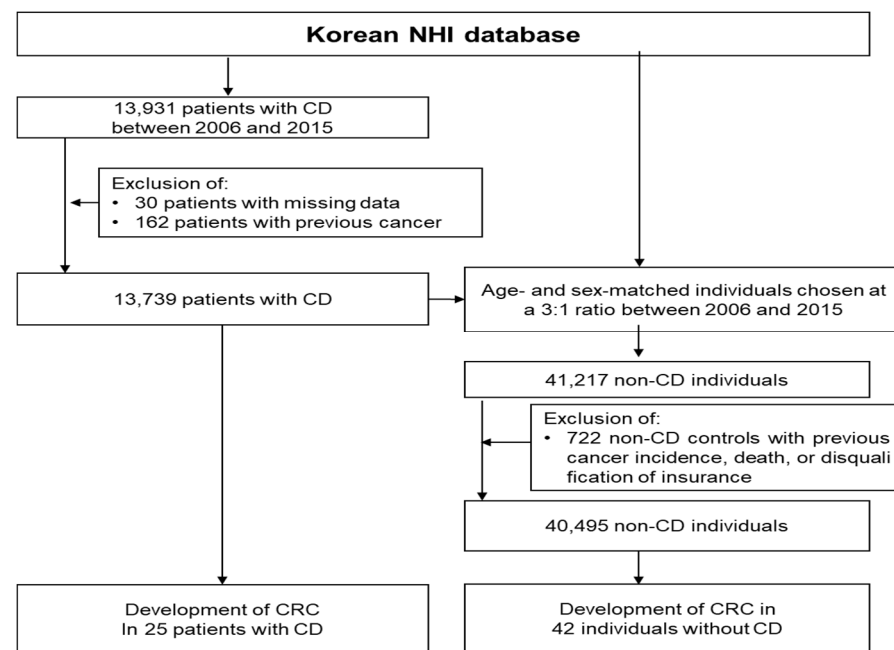 Korean NHI database
13,931 patients with CD
between 2006 and 2015
Exclusion of:
• 30 patients with missing data
• 162 patients with previous cancer
13,739 patients with CD
Age- and sex-matched individuals chosen at
a 3:1 ratio between 2006 and 2015
41,217 non-CD individuals
Exclusion of:
• 722 non-CD controls with previous
cancer incidence, death, or disquali
fication of insurance
40,495 non-CD individuals
Development of CRC
In 25 patients with CD
Development of CRC in
42 individuals without CD